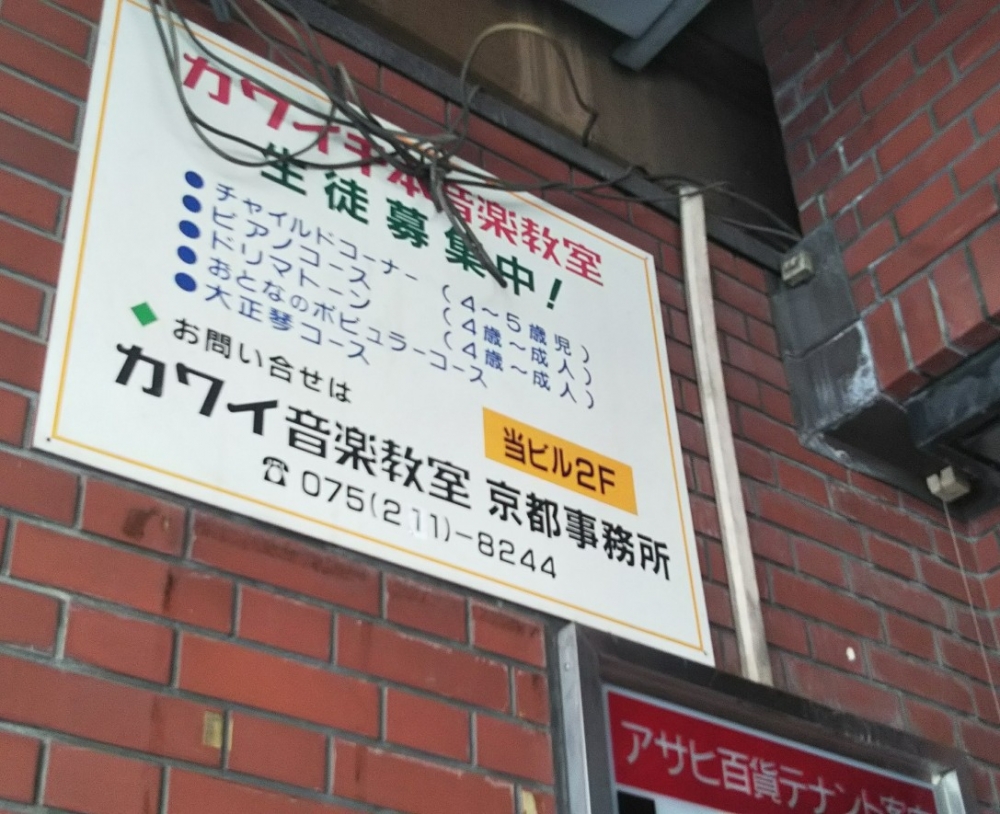 カワイ千本音楽教室
生徒募集中!
●チャイルドコーナー (4〜5歳児)
●ピアノコース (4歳〜成人)
●ドリマトーン (4歳〜成人)
●おとなのポピュラーコース
●大正琴コース
◆お問い合せは
当ビル2F
カワイ音楽教室 京都事務所
☎075(211)-8244
アサヒ百貨テナント案内